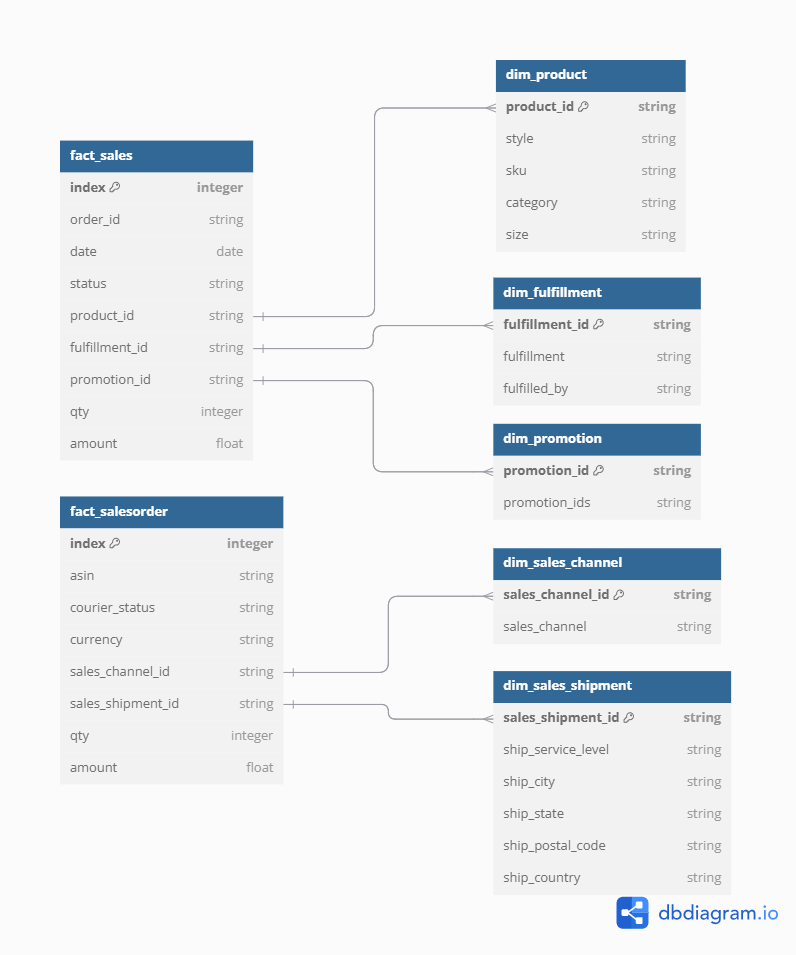 fact_sales
index integer
order_id string
date date
status string
product_id string
fulfillment_id string
promotion_id string
qty integer
amount float
fact_salesorder
index integer
asin string
courier_status string
currency string
sales_channel_id string
sales_shipment_id string
qty integer
amount float
dim_product
product_id string
style string
sku string
category string
size string
dim_fulfillment
fulfillment_id string
fulfillment string
fulfilled_by string
dim_promotion
promotion_id string
promotion_ids string
dim_sales_channel
sales_channel_id string
sales_channel string
dim_sales_shipment
sales_shipment_id string
ship_service_level string
ship_city string
ship_state string
ship_postal_code string
ship_country string
dbdiagram.io